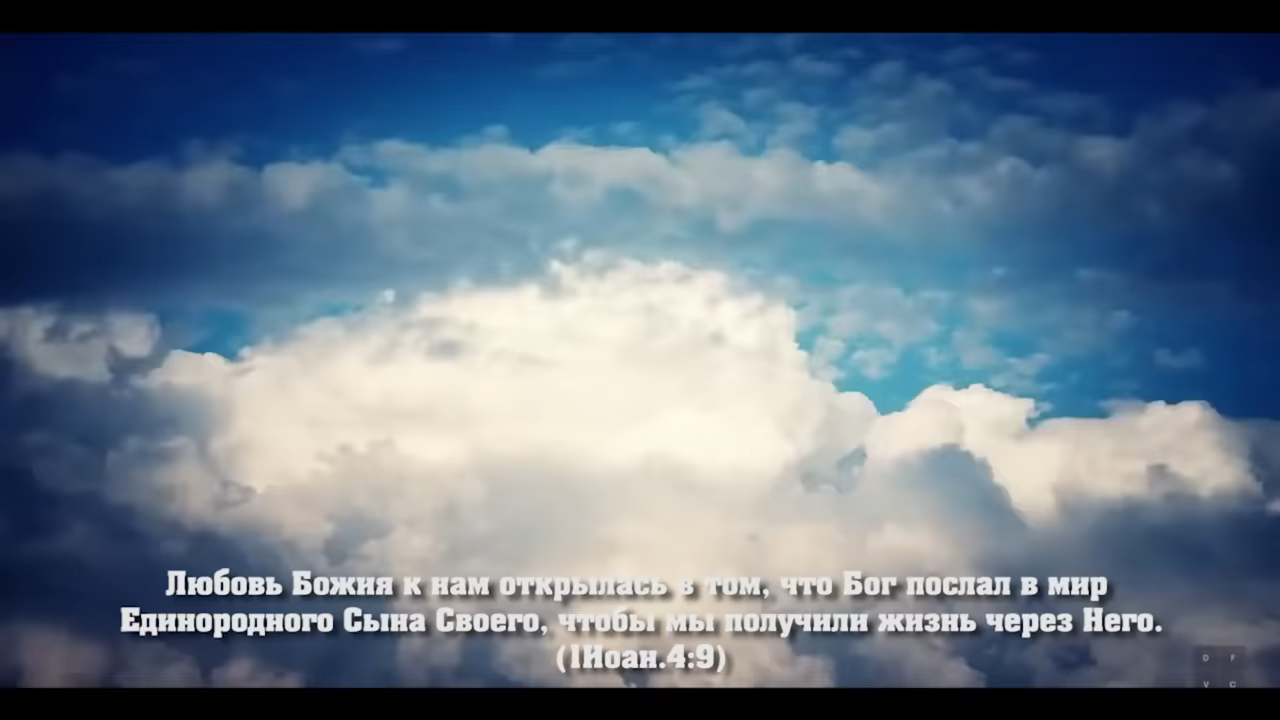 Любовь Божия к нам открылась в том, что Бог послал в мир
Единородного Сына Своего, чтобы мы получили жизнь через Него.
(1Иоан.4:9)
D F
V C